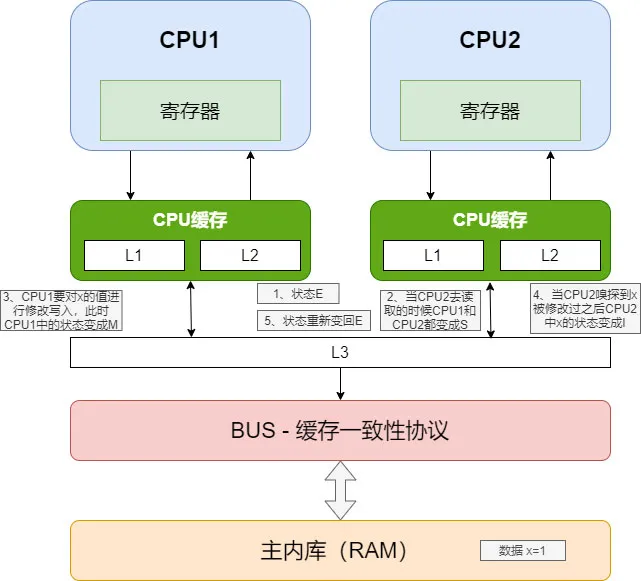 CPU1
CPU2
寄存器
寄存器
CPU缓存
CPU缓存
L1
L2
L1
L2
3、CPU1要对x的值进
行修改写入，此时
CPU1中的状态变成M
1、状态E
5、状态重新变回E
2、当CPU2去读
取的时候CPU1和
CPU2都变成S
4、当CPU2嗅探到x
被修改过之后CPU2
中x的状态变成I
L3
BUS - 缓存一致性协议
主内库（RAM）
数据 x=1